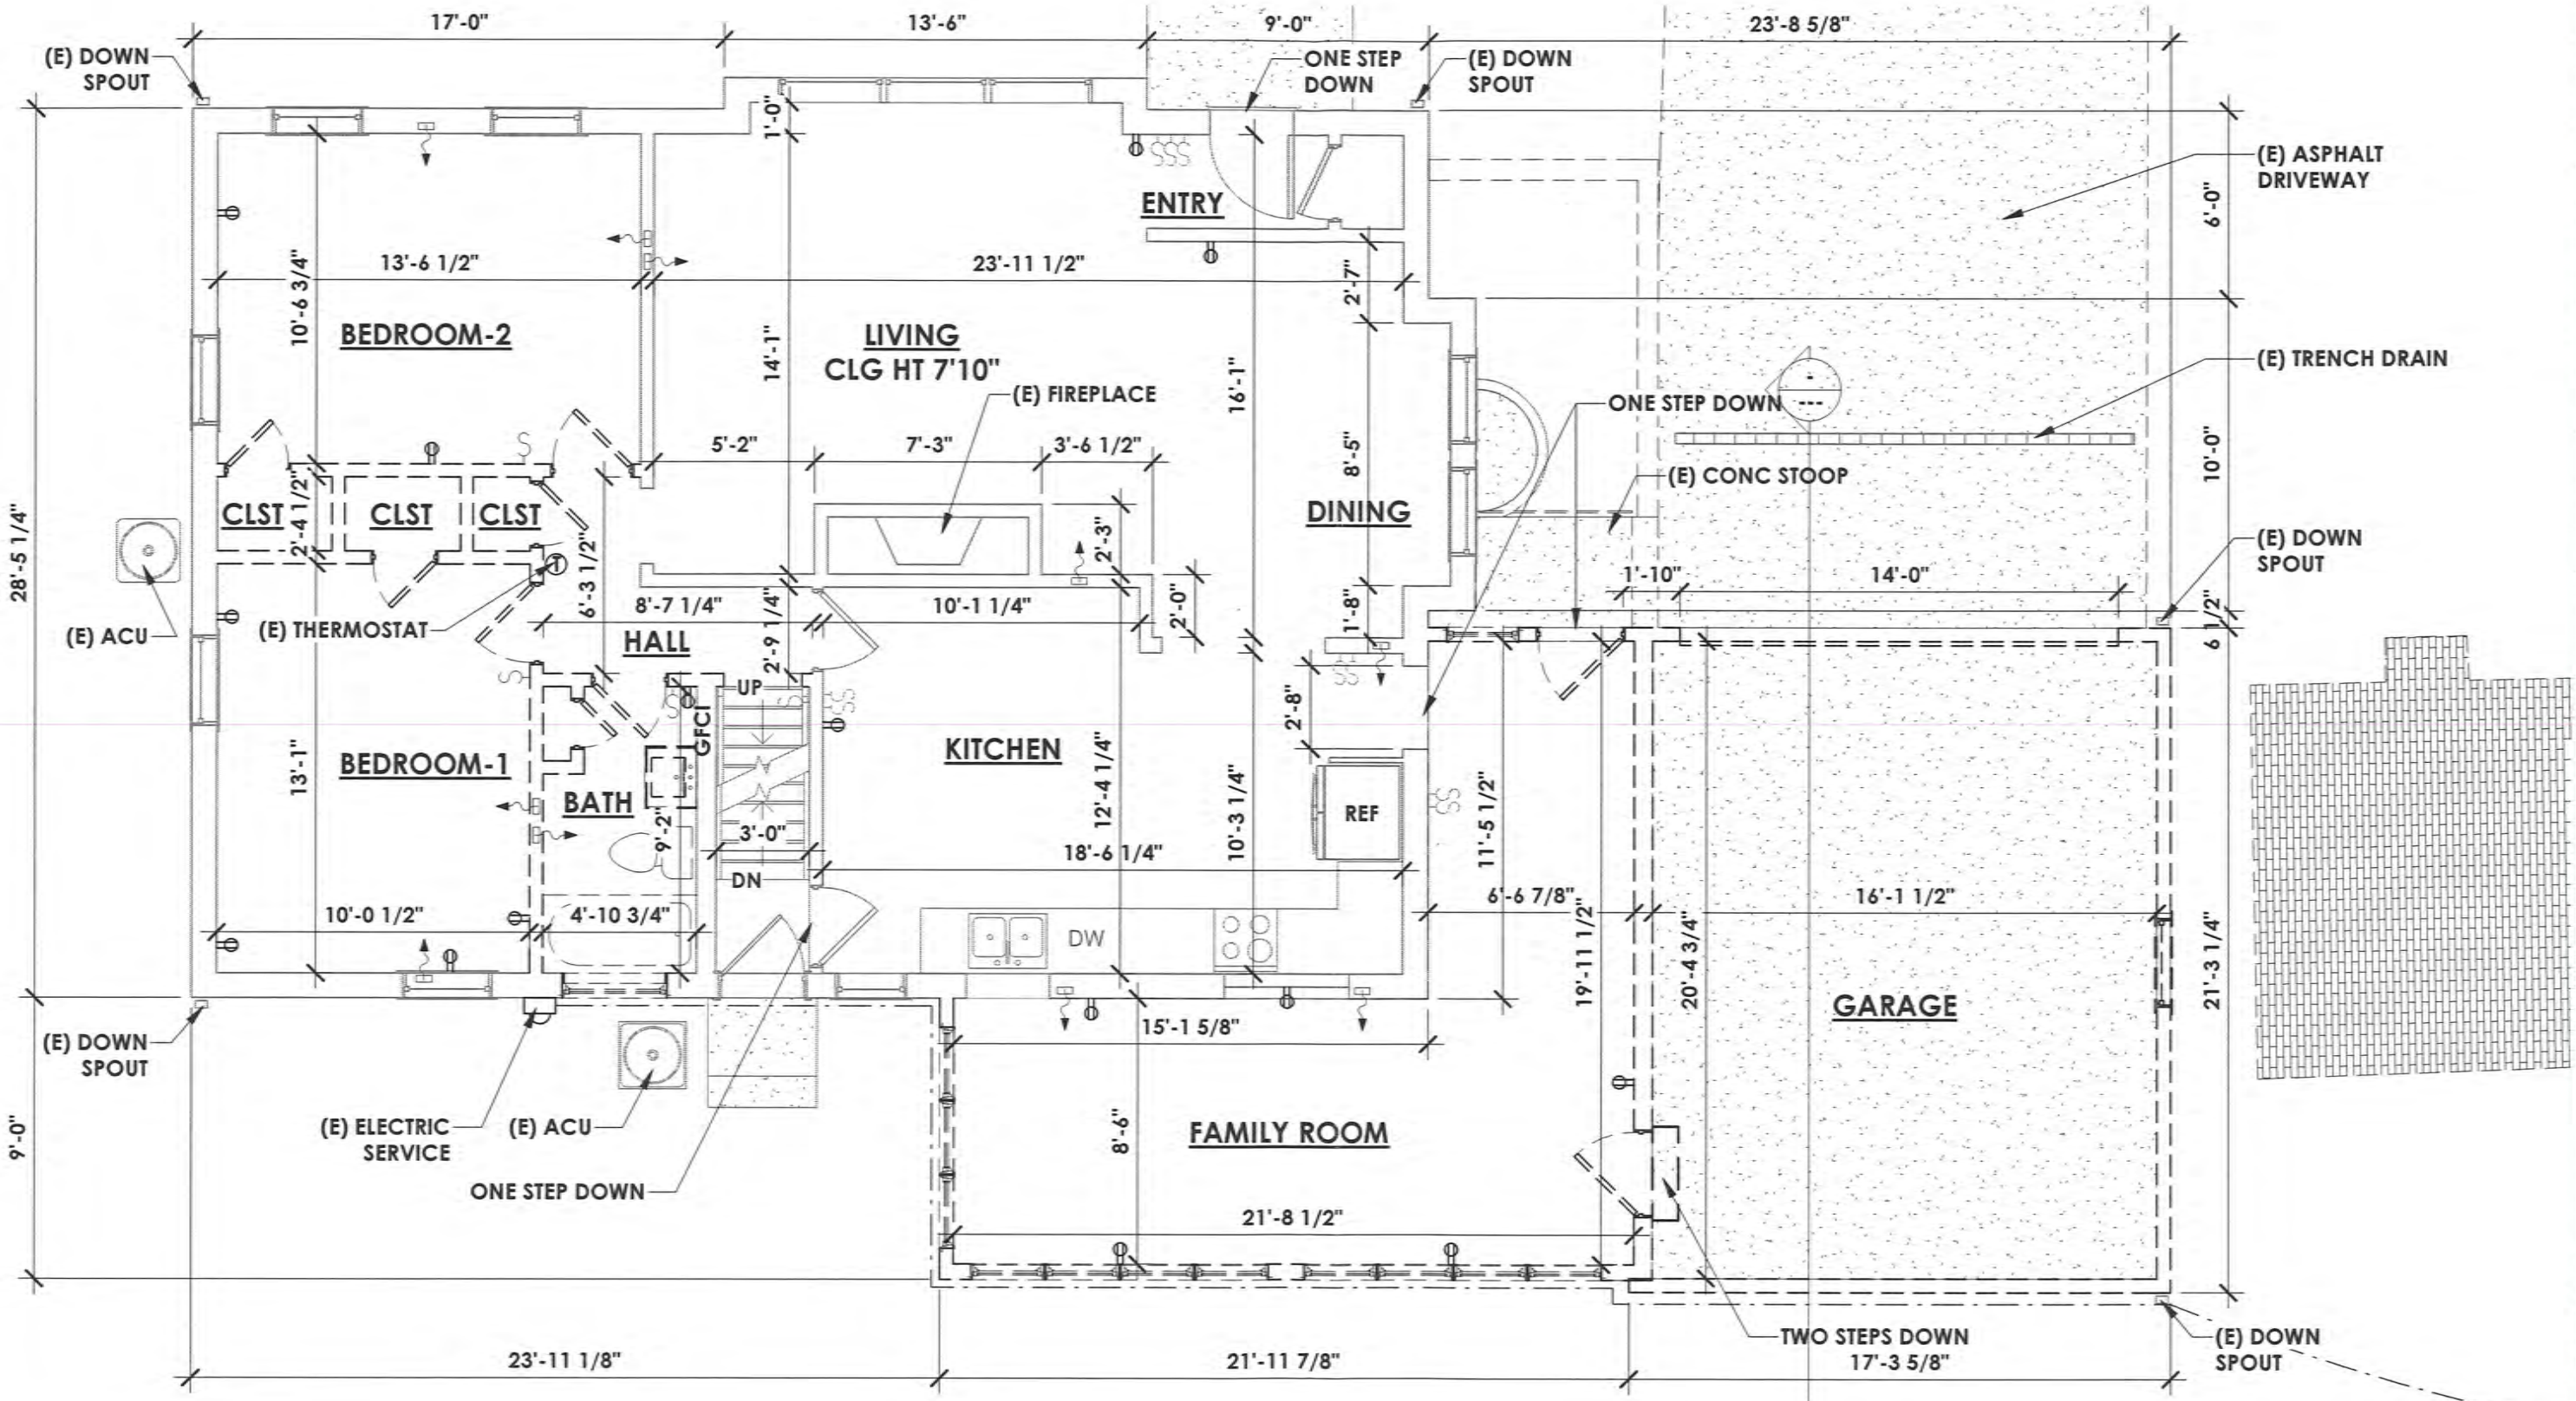 17'-0"
13'-6"
9'-0"
23'-8 5/8"
(E) DOWN
SPOUT
ONE STEP
DOWN
(E) DOWN
SPOUT
1'-0"
(E) ASPHALT
DRIVEWAY
ENTRY
6'-0"
13'-6 1/2"
23'-11 1/2"
10'-6 3/4"
2'-7"
BEDROOM-2
LIVING
CLG HT 7'10"
14'-1"
16'-1"
(E) FIREPLACE
(E) TRENCH DRAIN
ONE STEP DOWN
-
---
5'-2"
7'-3"
3'-6 1/2"
8'-5"
10'-0"
(E) CONC STOOP
CLST
2'-4 1/2"
CLST
CLST
DINING
28'-5 1/4"
2'-3"
(E) DOWN
SPOUT
6'-3 1/2"
1'-10"
14'-0"
8'-7 1/4"
2'-9 1/4"
10'-1 1/4"
2'-0"
1'-8"
6 1/2"
(E) ACU
(E) THERMOSTAT
HALL
UP
2'-8"
GFCI
BEDROOM-1
13'-1"
KITCHEN
12'-4 1/4"
10'-3 1/4"
BATH
9'-2"
3'-0"
REF
11'-5 1/2"
18'-6 1/4"
DN
10'-0 1/2"
4'-10 3/4"
DW
6'-6 7/8"
16'-1 1/2"
19'-11 1/2"
20'-4 3/4"
21'-3 1/4"
GARAGE
15'-1 5/8"
(E) DOWN
SPOUT
9'-0"
(E) ELECTRIC
SERVICE
(E) ACU
8'-6"
FAMILY ROOM
ONE STEP DOWN
21'-8 1/2"
TWO STEPS DOWN
(E) DOWN
SPOUT
23'-11 1/8"
21'-11 7/8"
17'-3 5/8"